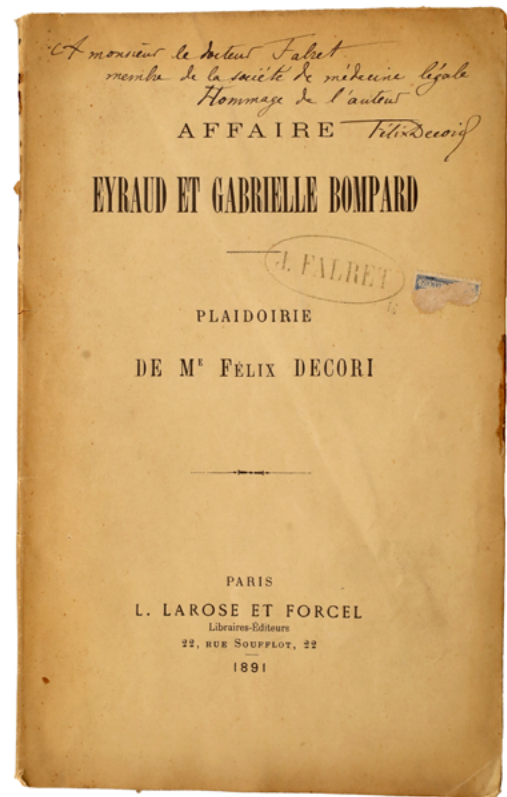 A monsieur le docteur Falret
membre de la société de médecine légale
Hommage de l'auteur
Félix Decori
AFFAIRE
EYRAUD ET GABRIELLE BOMPARD
J. FALRET
PLAIDOIRIE
DE Mᴱ FÉLIX DECORI
PARIS
L. LAROSE ET FORCEL
Libraires-Éditeurs
22, RUE SOUFFLOT, 22
1891